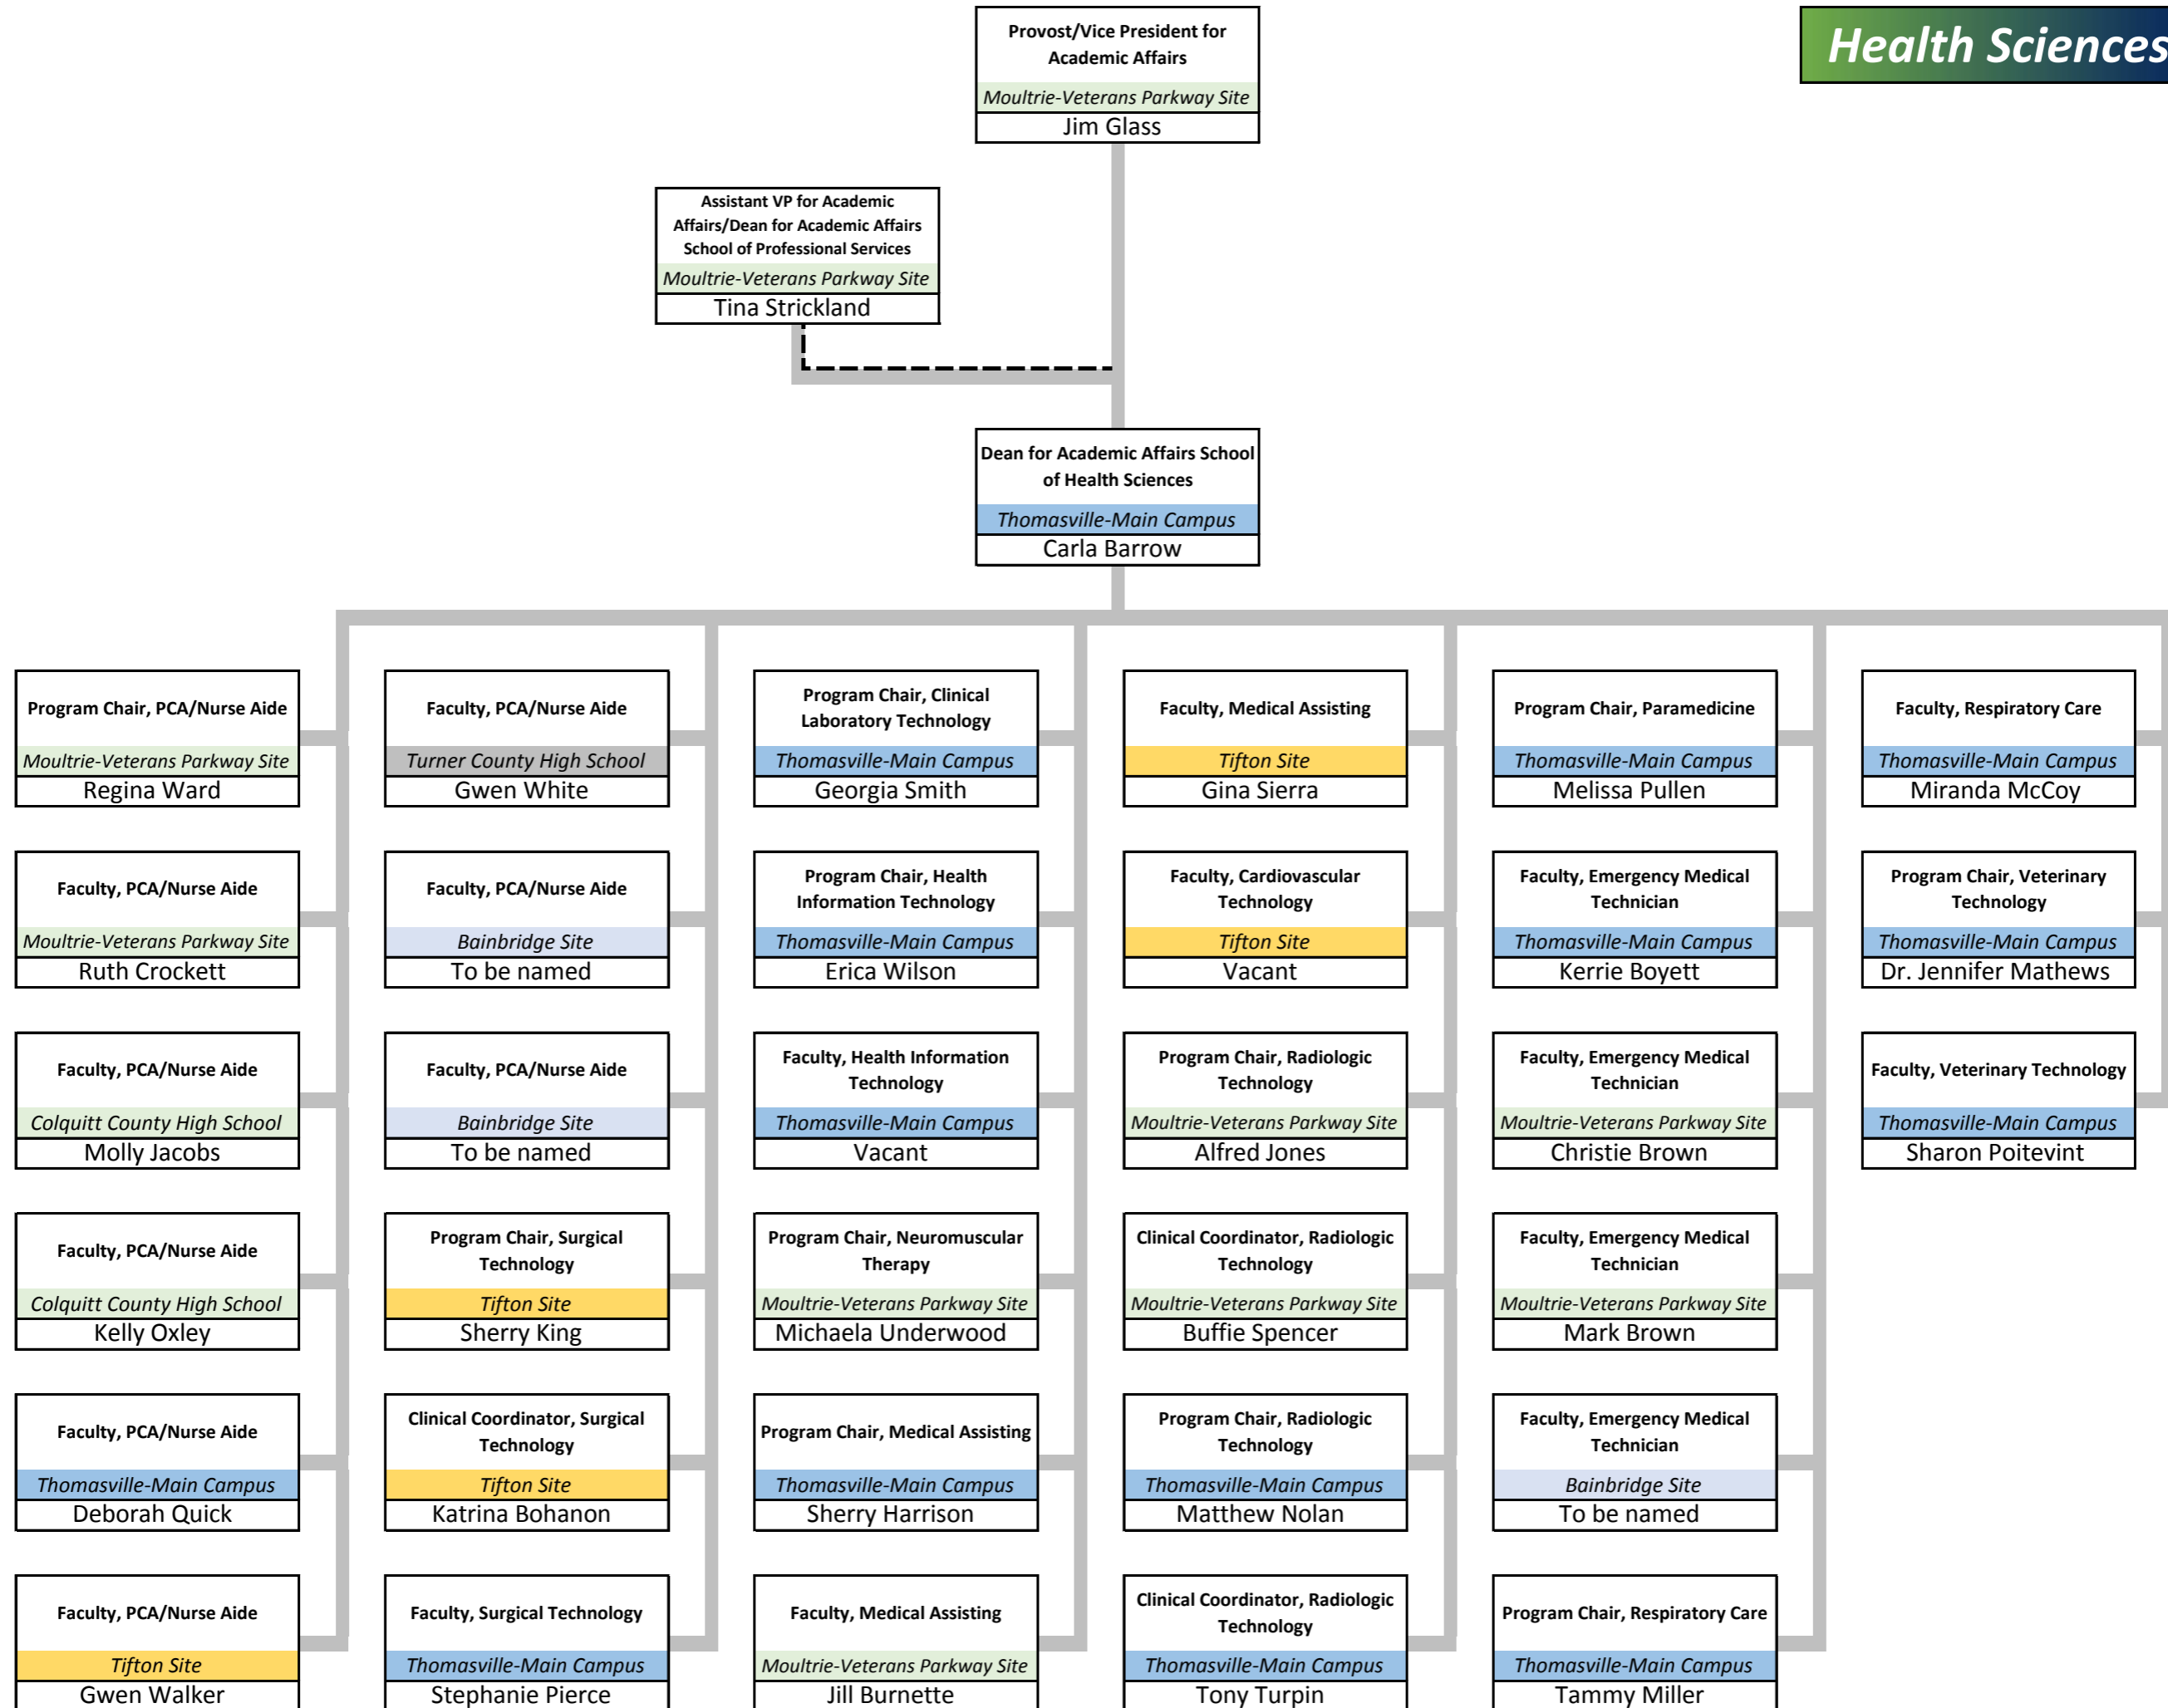 Health Sciences
Provost/Vice President for
Academic Affairs
Moultrie-Veterans Parkway Site
Jim Glass
Assistant VP for Academic
Affairs/Dean for Academic Affairs
School of Professional Services
Moultrie-Veterans Parkway Site
Tina Strickland
Dean for Academic Affairs School
of Health Sciences
Thomasville-Main Campus
Carla Barrow
Program Chair, PCA/Nurse Aide
Moultrie-Veterans Parkway Site
Regina Ward
Faculty, PCA/Nurse Aide
Moultrie-Veterans Parkway Site
Ruth Crockett
Faculty, PCA/Nurse Aide
Colquitt County High School
Molly Jacobs
Faculty, PCA/Nurse Aide
Colquitt County High School
Kelly Oxley
Faculty, PCA/Nurse Aide
Thomasville-Main Campus
Deborah Quick
Faculty, PCA/Nurse Aide
Tifton Site
Gwen Walker
Faculty, PCA/Nurse Aide
Turner County High School
Gwen White
Faculty, PCA/Nurse Aide
Bainbridge Site
To be named
Faculty, PCA/Nurse Aide
Bainbridge Site
To be named
Program Chair, Surgical
Technology
Tifton Site
Sherry King
Clinical Coordinator, Surgical
Technology
Tifton Site
Katrina Bohanon
Faculty, Surgical Technology
Thomasville-Main Campus
Stephanie Pierce
Program Chair, Clinical
Laboratory Technology
Thomasville-Main Campus
Georgia Smith
Program Chair, Health
Information Technology
Thomasville-Main Campus
Erica Wilson
Faculty, Health Information
Technology
Thomasville-Main Campus
Vacant
Program Chair, Neuromuscular
Therapy
Moultrie-Veterans Parkway Site
Michaela Underwood
Program Chair, Medical Assisting
Thomasville-Main Campus
Sherry Harrison
Faculty, Medical Assisting
Moultrie-Veterans Parkway Site
Jill Burnette
Faculty, Medical Assisting
Tifton Site
Gina Sierra
Faculty, Cardiovascular
Technology
Tifton Site
Vacant
Program Chair, Radiologic
Technology
Moultrie-Veterans Parkway Site
Alfred Jones
Clinical Coordinator, Radiologic
Technology
Moultrie-Veterans Parkway Site
Buffie Spencer
Program Chair, Radiologic
Technology
Thomasville-Main Campus
Matthew Nolan
Clinical Coordinator, Radiologic
Technology
Thomasville-Main Campus
Tony Turpin
Program Chair, Paramedicine
Thomasville-Main Campus
Melissa Pullen
Faculty, Emergency Medical
Technician
Thomasville-Main Campus
Kerrie Boyett
Faculty, Emergency Medical
Technician
Moultrie-Veterans Parkway Site
Christie Brown
Faculty, Emergency Medical
Technician
Moultrie-Veterans Parkway Site
Mark Brown
Faculty, Emergency Medical
Technician
Bainbridge Site
To be named
Program Chair, Respiratory Care
Thomasville-Main Campus
Tammy Miller
Faculty, Respiratory Care
Thomasville-Main Campus
Miranda McCoy
Program Chair, Veterinary
Technology
Thomasville-Main Campus
Dr. Jennifer Mathews
Faculty, Veterinary Technology
Thomasville-Main Campus
Sharon Poitevint